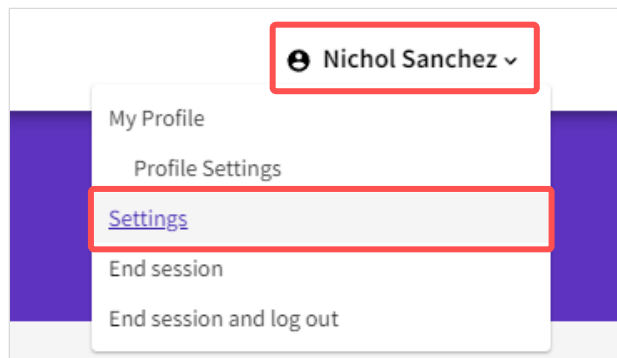 Nichol Sanchez
My Profile
Profile Settings
Settings
End session
End session and log out